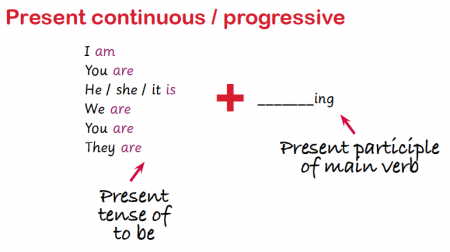 Present continuous / progressive
I am
You are
He / she / it is
We are
You are
They are
+ _______ing
Present
tense of
to be
Present participle
of main verb